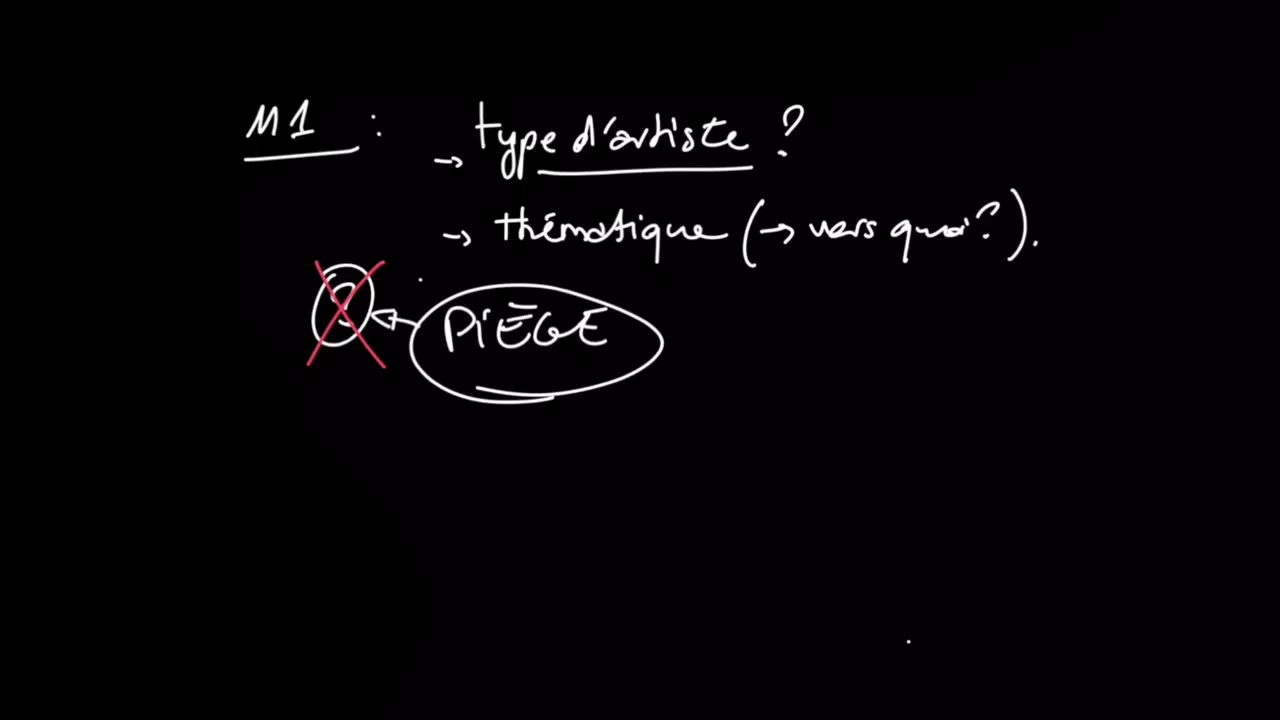 M1 : → type d'artiste ?
→ thématique (→ vers quoi ?).
? ← PIÈGE